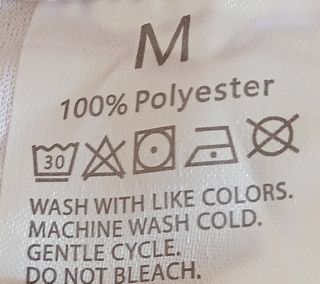 M
100% Polyester
30
WASH WITH LIKE COLORS.
MACHINE WASH COLD.
GENTLE CYCLE.
DO NOT BLEACH.